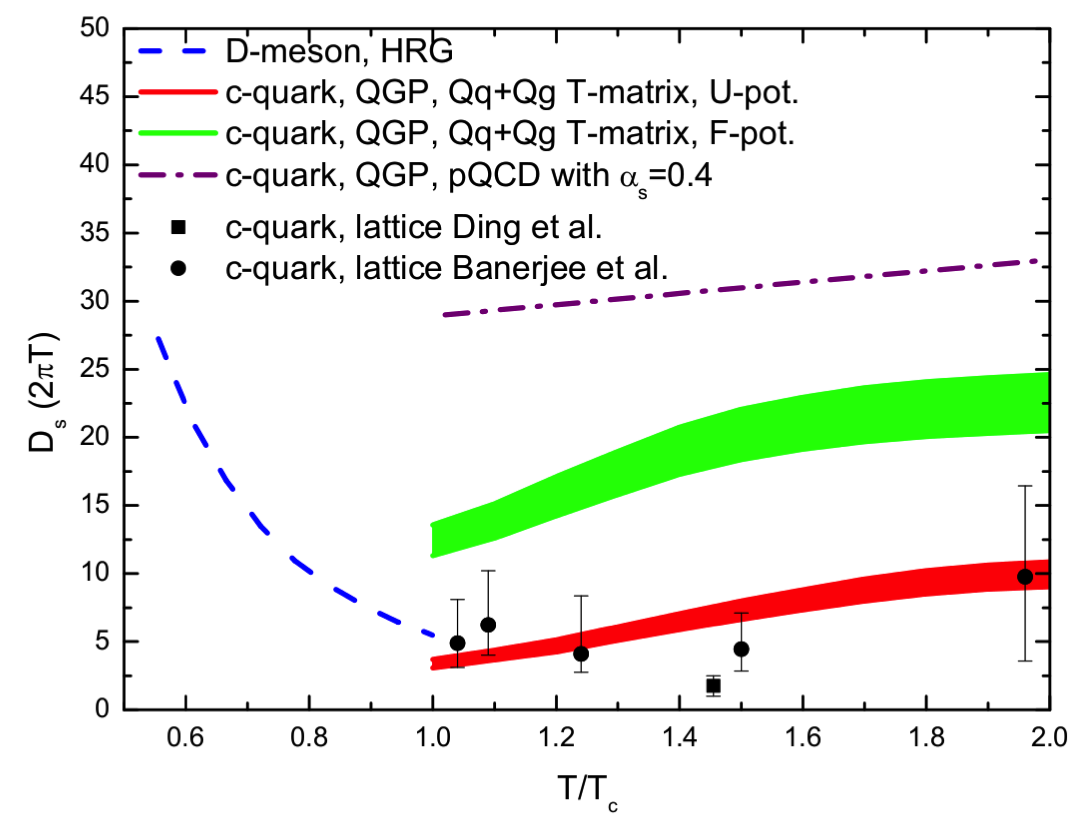 50
45
40
35
30
25
20
15
10
5
0
D-meson, HRG
c-quark, QGP, Qq+Qg T-matrix, U-pot.
c-quark, QGP, Qq+Qg T-matrix, F-pot.
c-quark, QGP, pQCD with αs=0.4
c-quark, lattice Ding et al.
c-quark, lattice Banerjee et al.
Ds (2πT)
0.6 0.8 1.0 1.2 1.4 1.6 1.8 2.0
T/Tc